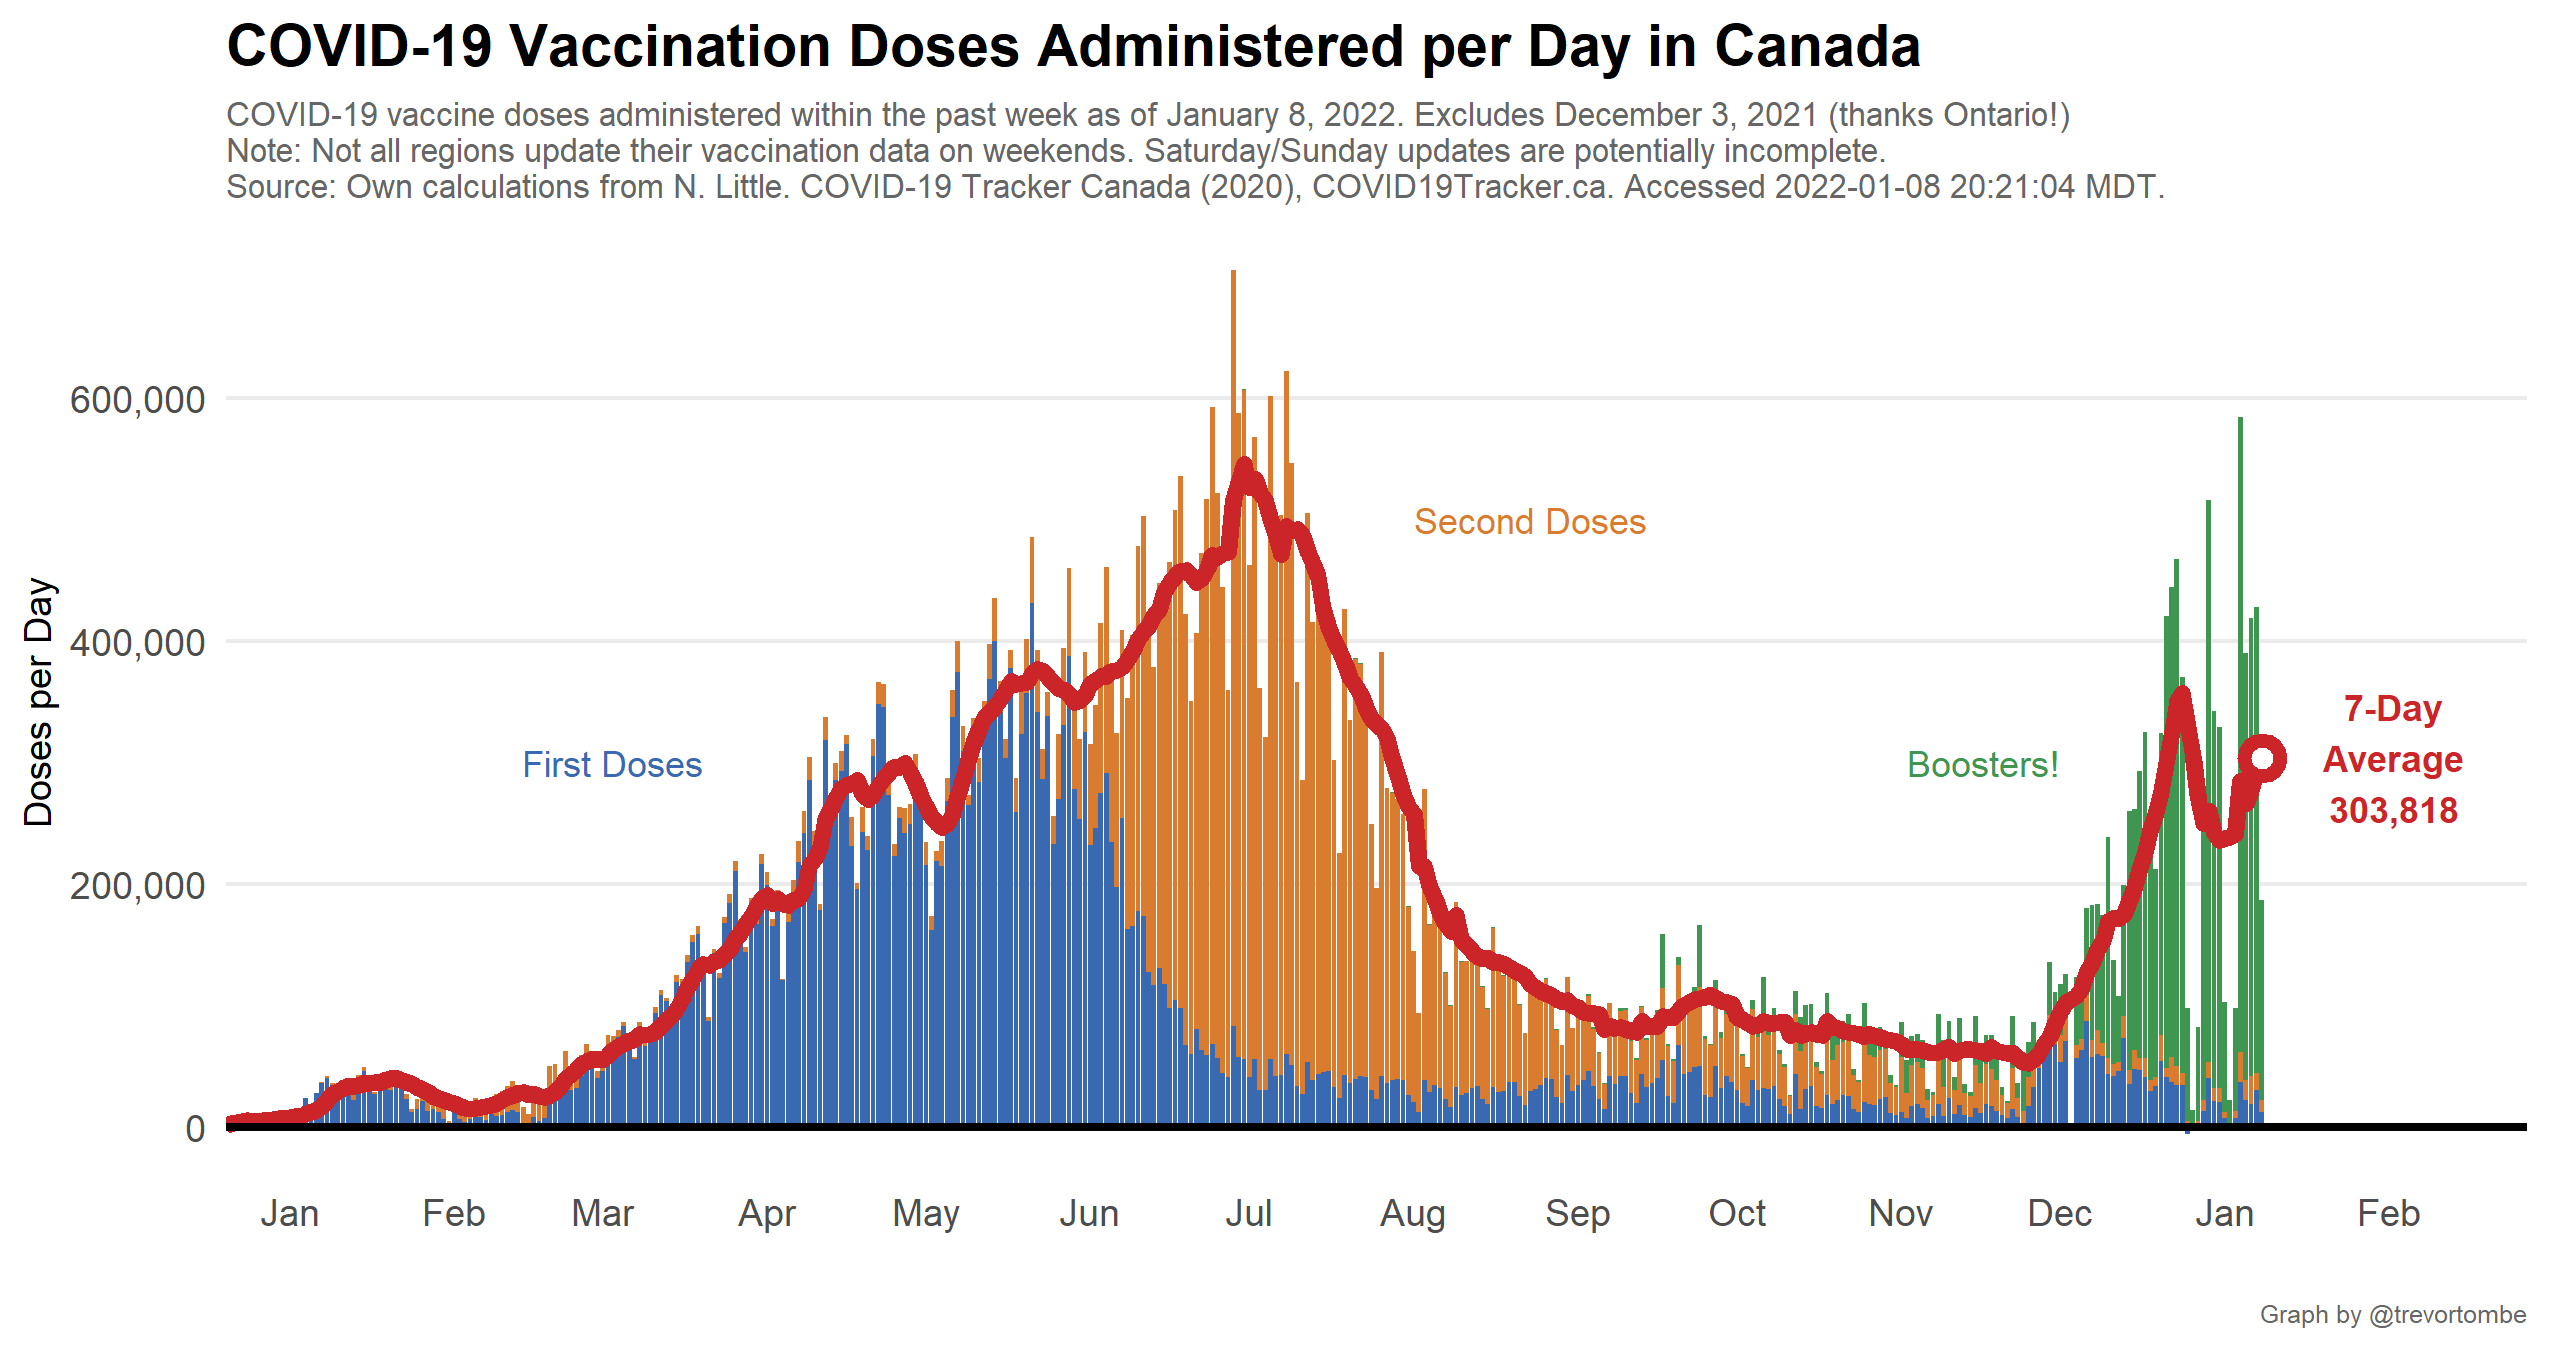 COVID-19 Vaccination Doses Administered per Day in Canada
COVID-19 vaccine doses administered within the past week as of January 8, 2022. Excludes December 3, 2021 (thanks Ontario!)
Note: Not all regions update their vaccination data on weekends. Saturday/Sunday updates are potentially incomplete.
Source: Own calculations from N. Little. COVID-19 Tracker Canada (2020), COVID19Tracker.ca. Accessed 2022-01-08 20:21:04 MDT.
Doses per Day
600,000
400,000
200,000
0
First Doses
Second Doses
Boosters!
7-Day
Average
303,818
Jan Feb Mar Apr May Jun Jul Aug Sep Oct Nov Dec Jan Feb
Graph by @trevortombe